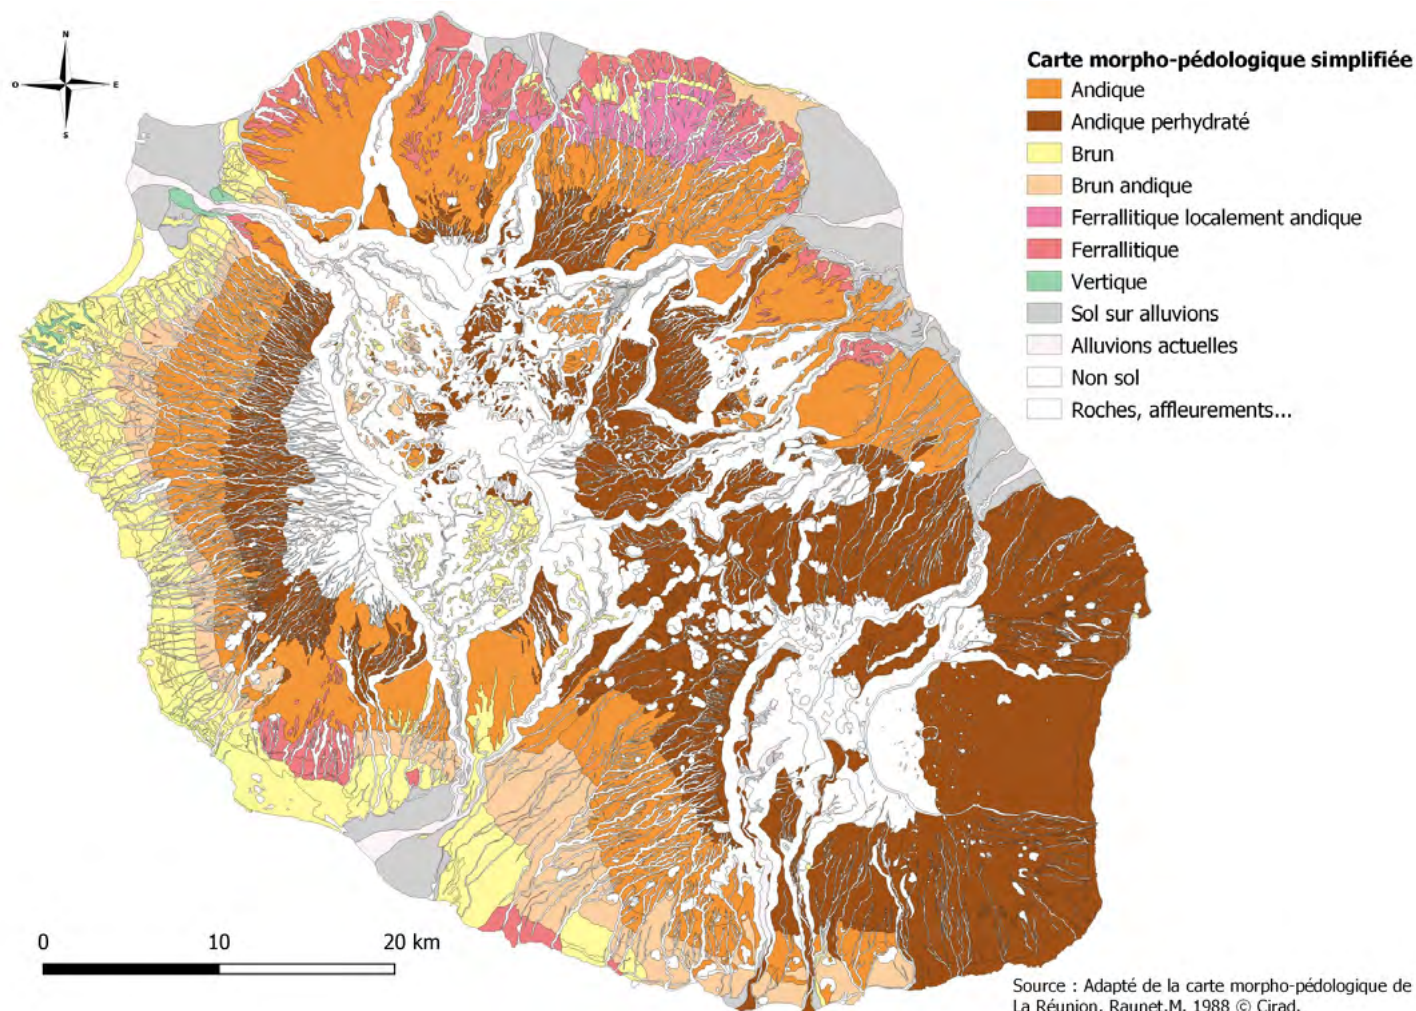 N
O
E
S
Carte morpho-pédologique simplifiée
Andique
Andique perhydraté
Brun
Brun andique
Ferrallitique localement andique
Ferrallitique
Vertique
Sol sur alluvions
Alluvions actuelles
Non sol
Roches, affleurements...
0 10 20 km
Source : Adapté de la carte morpho-pédologique de
La Réunion. Raunet.M. 1988 © Cirad.